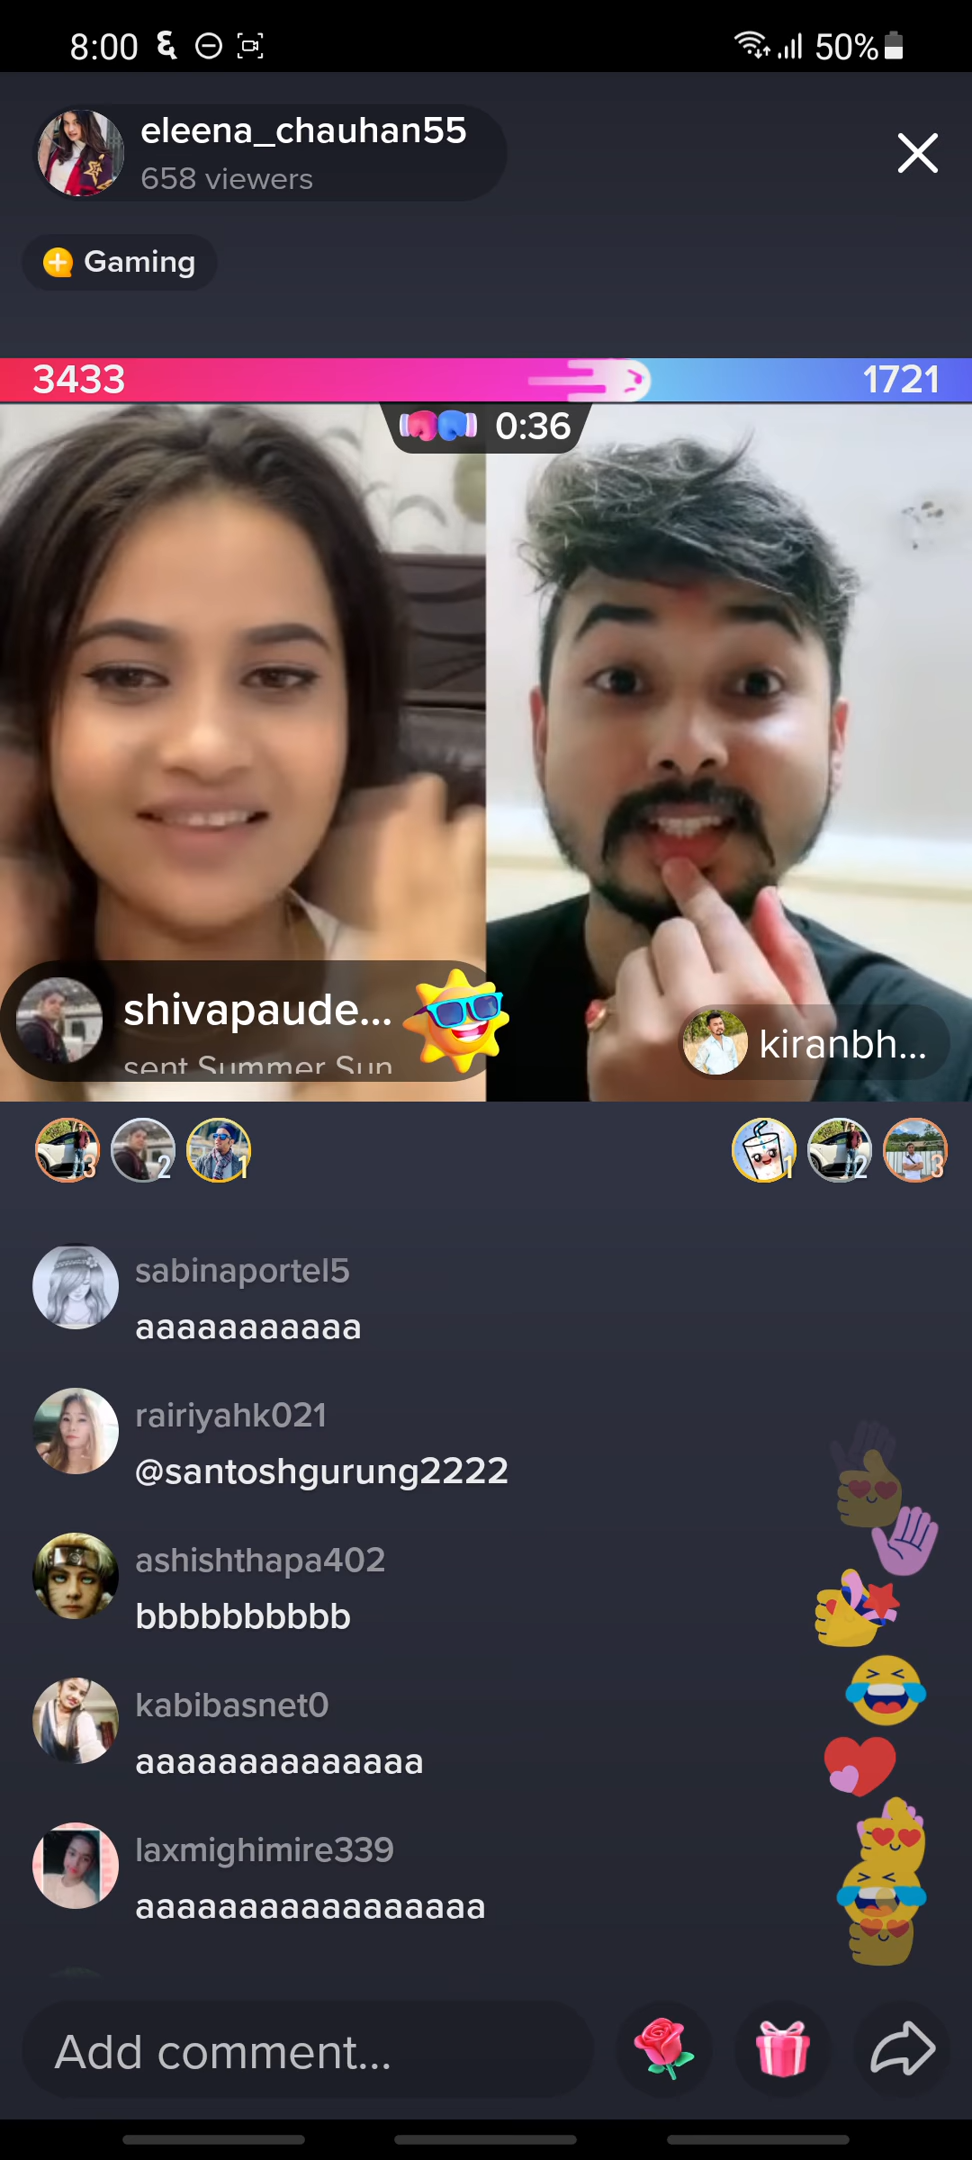 8:00
50%
eleena_chauhan55
658 viewers
Gaming
3433
1721
0:36
shivapaude...
sent Summer Sun
kiranbh...
3
2
1
1
2
3
sabinaportel5
aaaaaaaaaaa
rairiyahk021
@santoshgurung2222
ashishthapa402
bbbbbbbbbb
kabibasnet0
aaaaaaaaaaaaaa
laxmighimire339
aaaaaaaaaaaaaaaaa
Add comment...